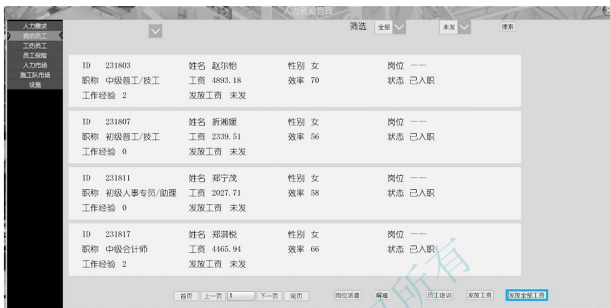 人力资源管理
人力需求
我的员工
工伤员工
员工保险
人力市场
施工队市场
设施
筛选 全部 未发 搜索
ID 231803 姓名 赵尔怡 性别 女 岗位 ——
职称 中级普工/技工 工资 4893.18 效率 70 状态 已入职
工作经验 2 发放工资 未发
ID 231807 姓名 折湘媛 性别 女 岗位 ——
职称 初级普工/技工 工资 2339.51 效率 56 状态 已入职
工作经验 0 发放工资 未发
ID 231811 姓名 郑宁茂 性别 女 岗位 ——
职称 初级人事专员/助理 工资 2027.71 效率 58 状态 已入职
工作经验 0 发放工资 未发
ID 231817 姓名 郑洄锐 性别 女 岗位 ——
职称 中级会计师 工资 4465.94 效率 66 状态 已入职
工作经验 2 发放工资 未发
首页 上一页 1 下一页 尾页 岗位派遣 解雇 员工培训 发放工资 发放全部工资
所有